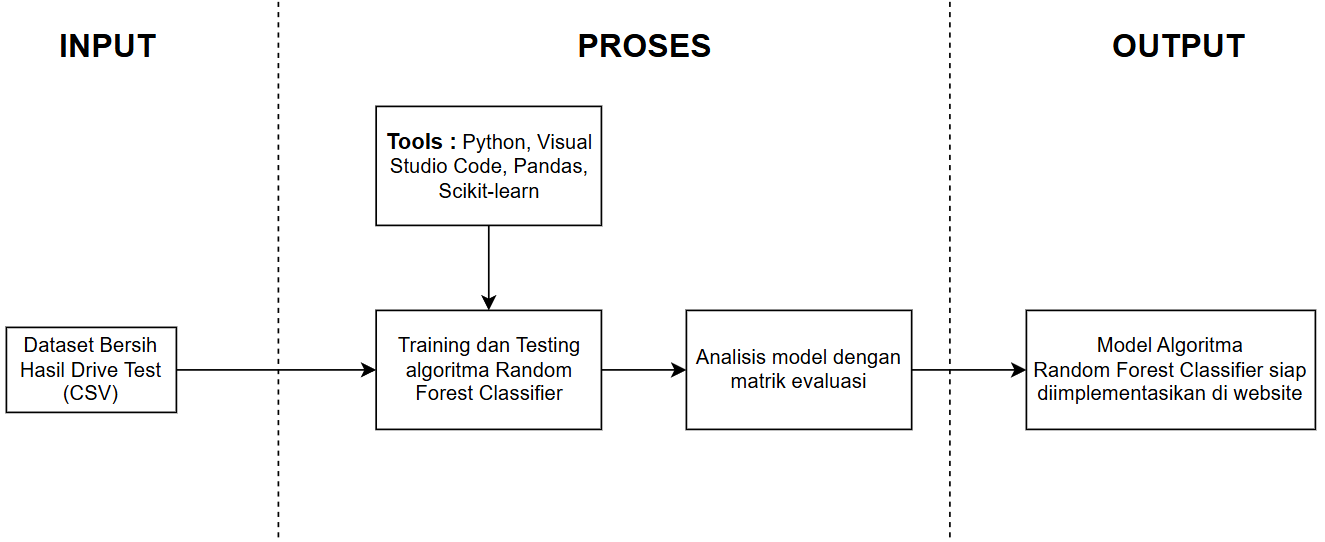 INPUT
PROSES
OUTPUT
Tools : Python, Visual
Studio Code, Pandas,
Scikit-learn
Dataset Bersih
Hasil Drive Test
(CSV)
Training dan Testing
algoritma Random
Forest Classifier
Analisis model dengan
matrik evaluasi
Model Algoritma
Random Forest Classifier siap
diimplementasikan di website